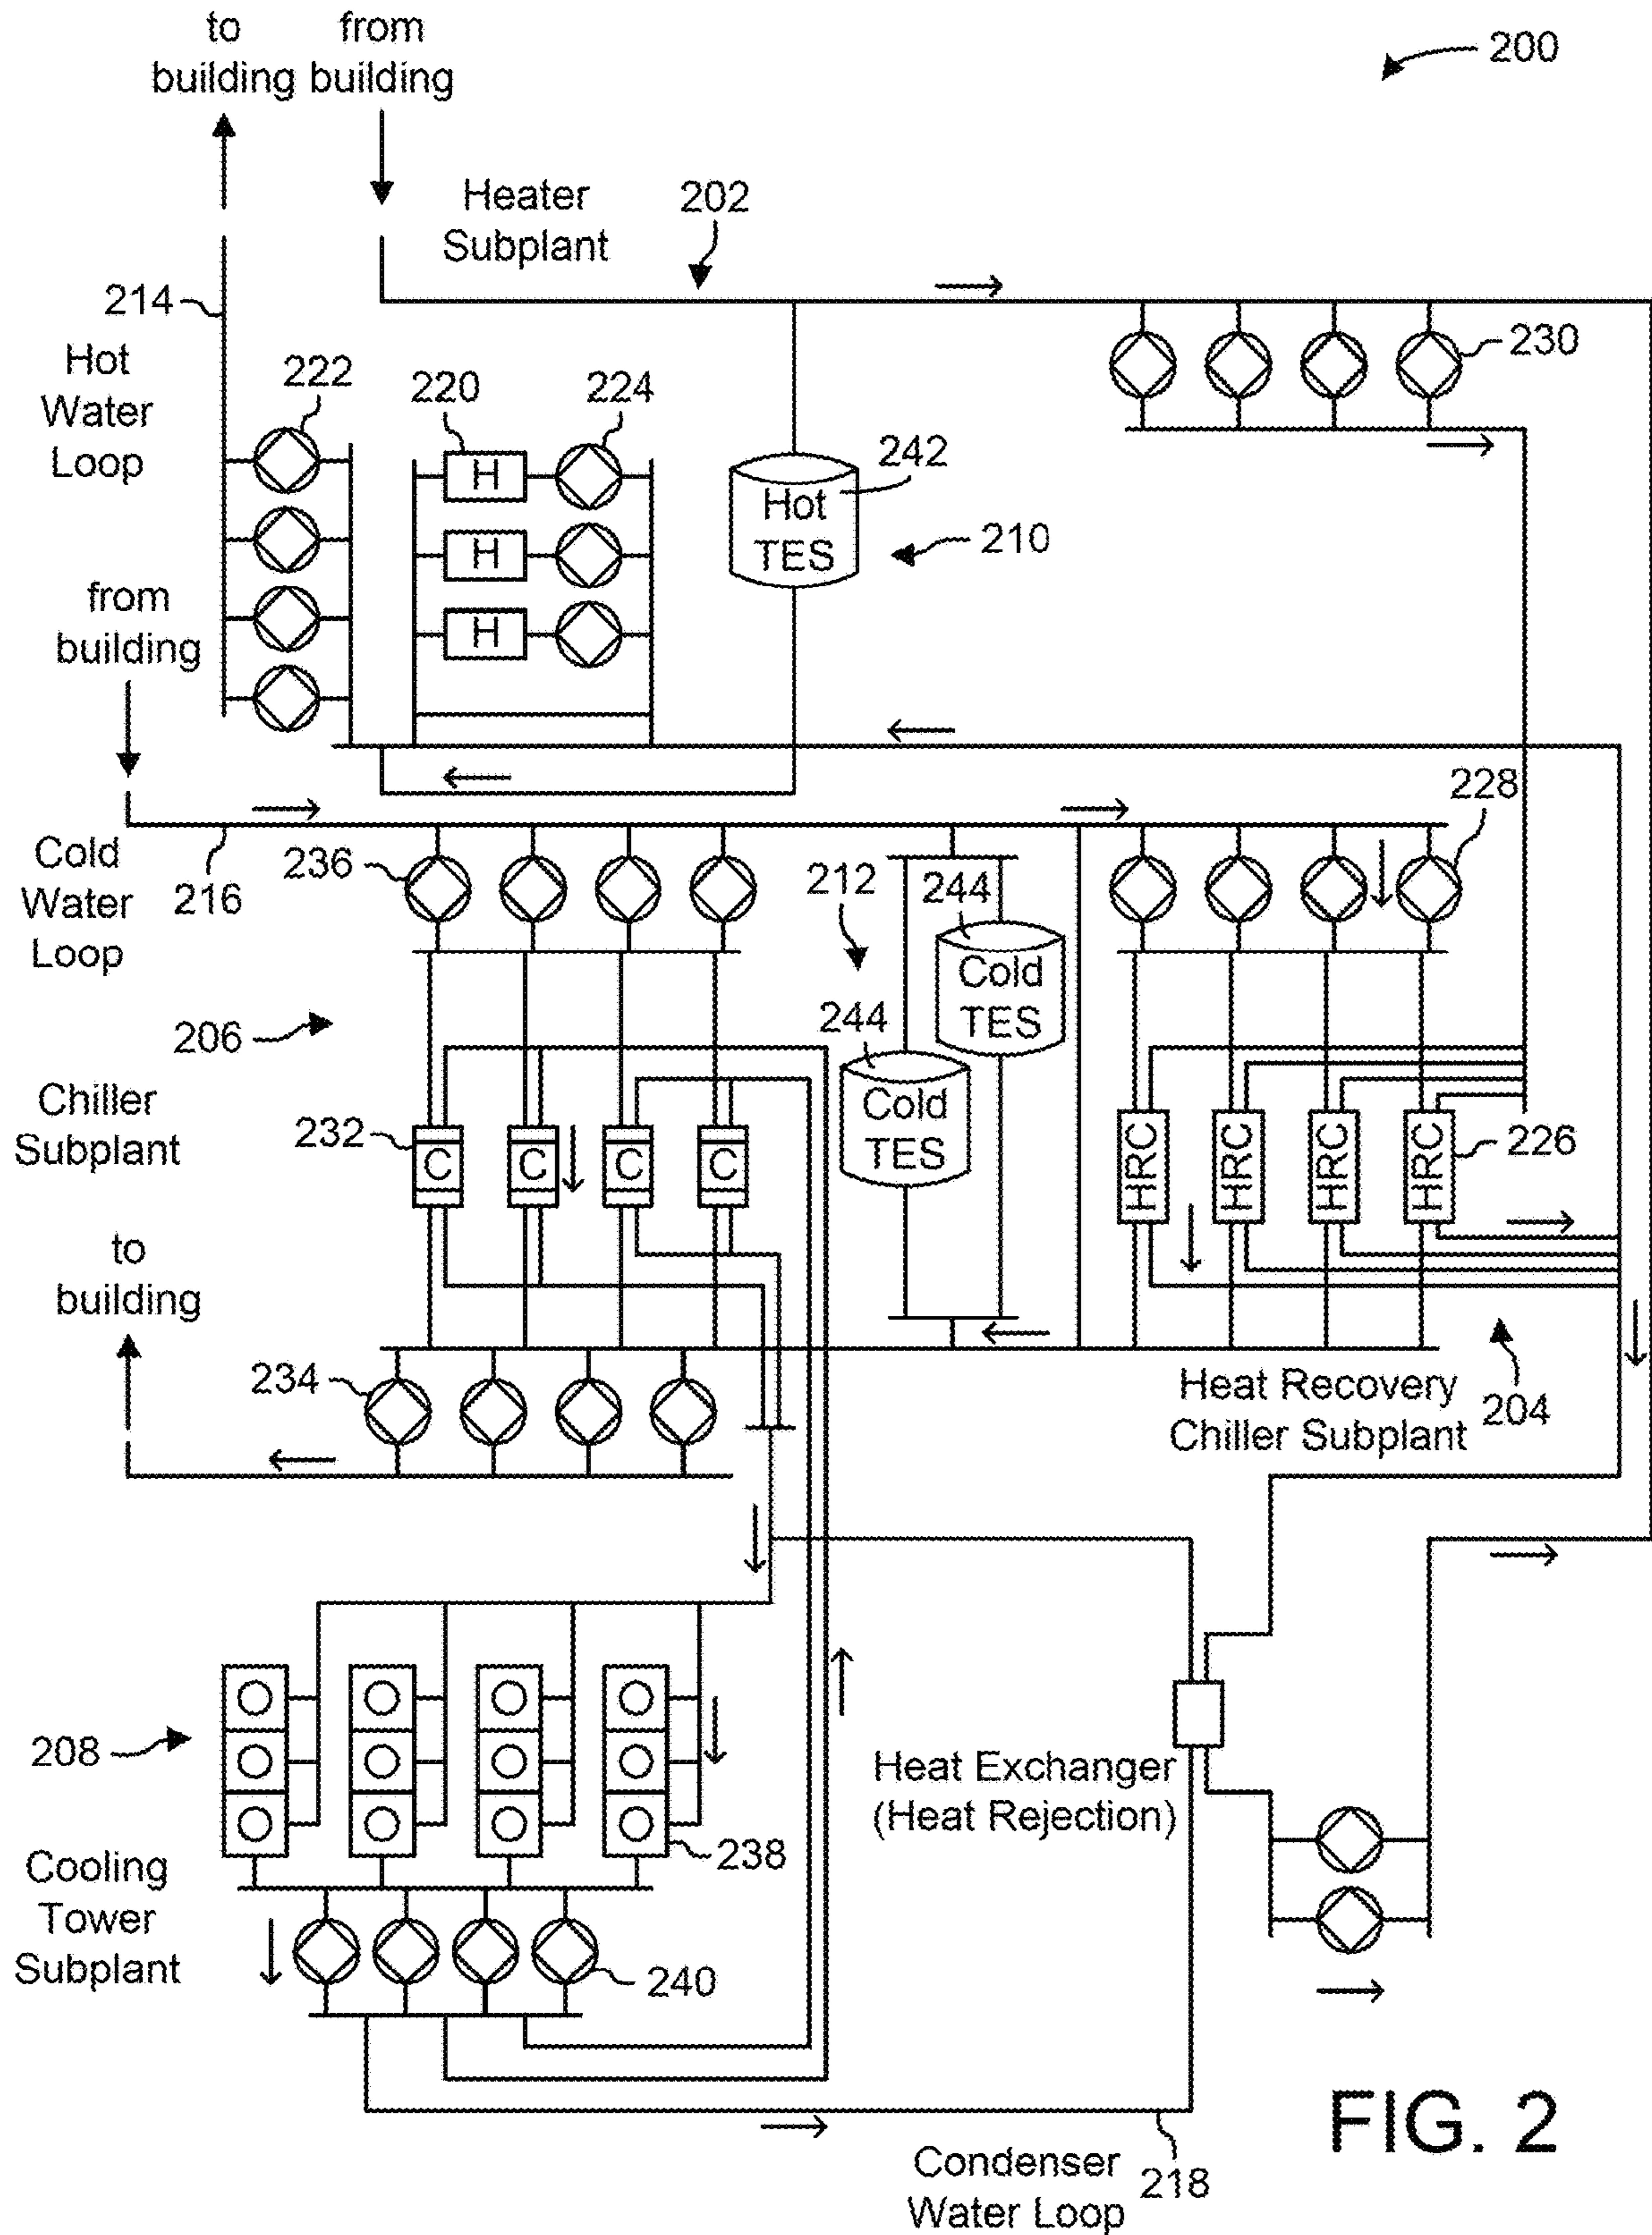 to
building
from
building
200
Heater
Subplant
202
214
Hot
Water
Loop
222
220
224
230
H
H
H
Hot
TES
242
210
from
building
228
Cold
Water
Loop
216
236
212
244
Cold
TES
244
Cold
TES
206
Chiller
Subplant
232
C
C
C
C
HRC
HRC
HRC
HRC
226
to
building
234
Heat Recovery
Chiller Subplant
204
208
Heat Exchanger
(Heat Rejection)
238
Cooling
Tower
Subplant
240
Condenser
Water Loop
218
FIG. 2